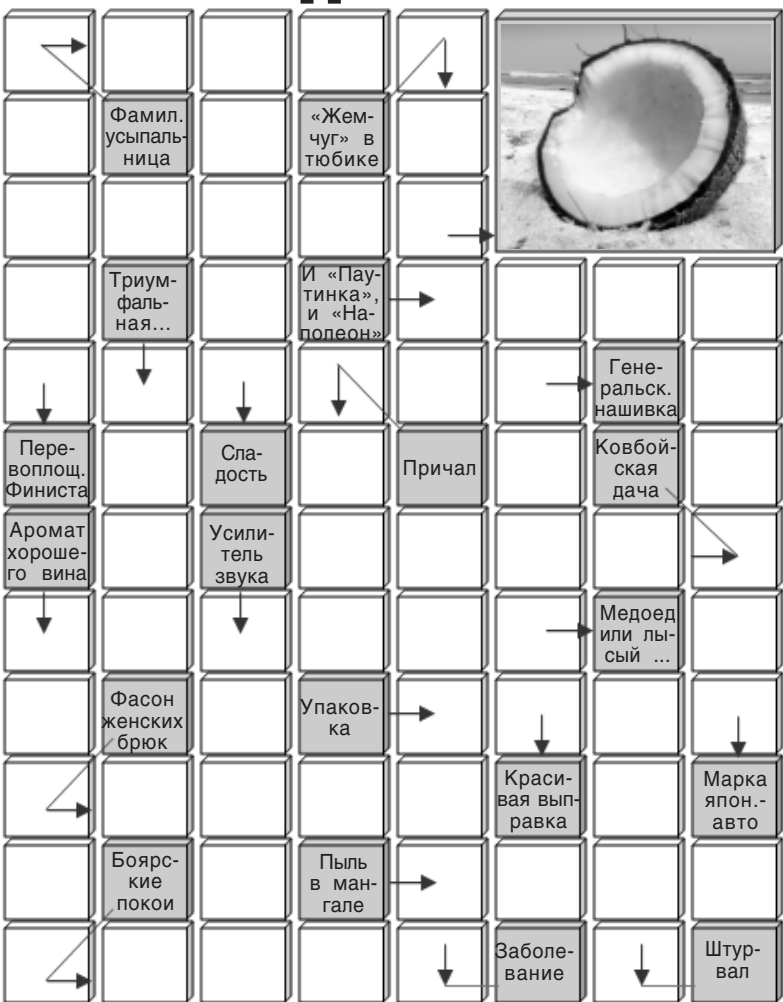 Фамил.
усыпаль-
ница
«Жем-
чуг» в
тюбике
Триум-
фаль-
ная...
И «Пау-
тинка»,
и «На-
полеон»
Гене-
ральск.
нашивка
Пере-
воплощ.
Финиста
Сла-
дость
Причал
Ковбой-
ская
дача
Аромат
хороше-
го вина
Усили-
тель
звука
Медоед
или лы-
сый ...
Фасон
женских
брюк
Упаков-
ка
Краси-
вая вып-
равка
Марка
япон.-
авто
Боярс-
кие
покои
Пыль
в ман-
гале
Заболе-
вание
Штур-
вал